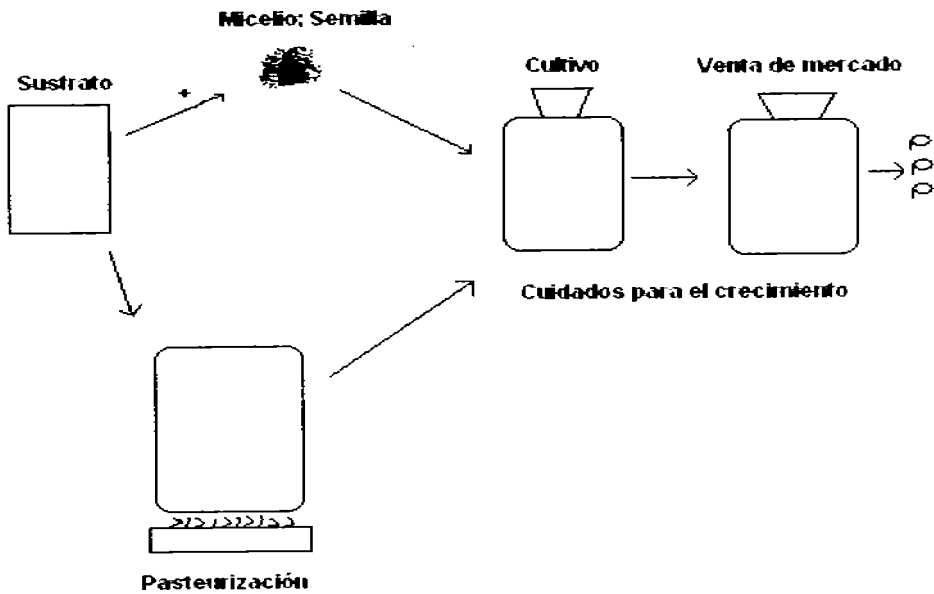 Micelio; Semilla
Sustrato
+
Cultivo
Venta de mercado
Cuidados para el crecimiento
Pasteurización